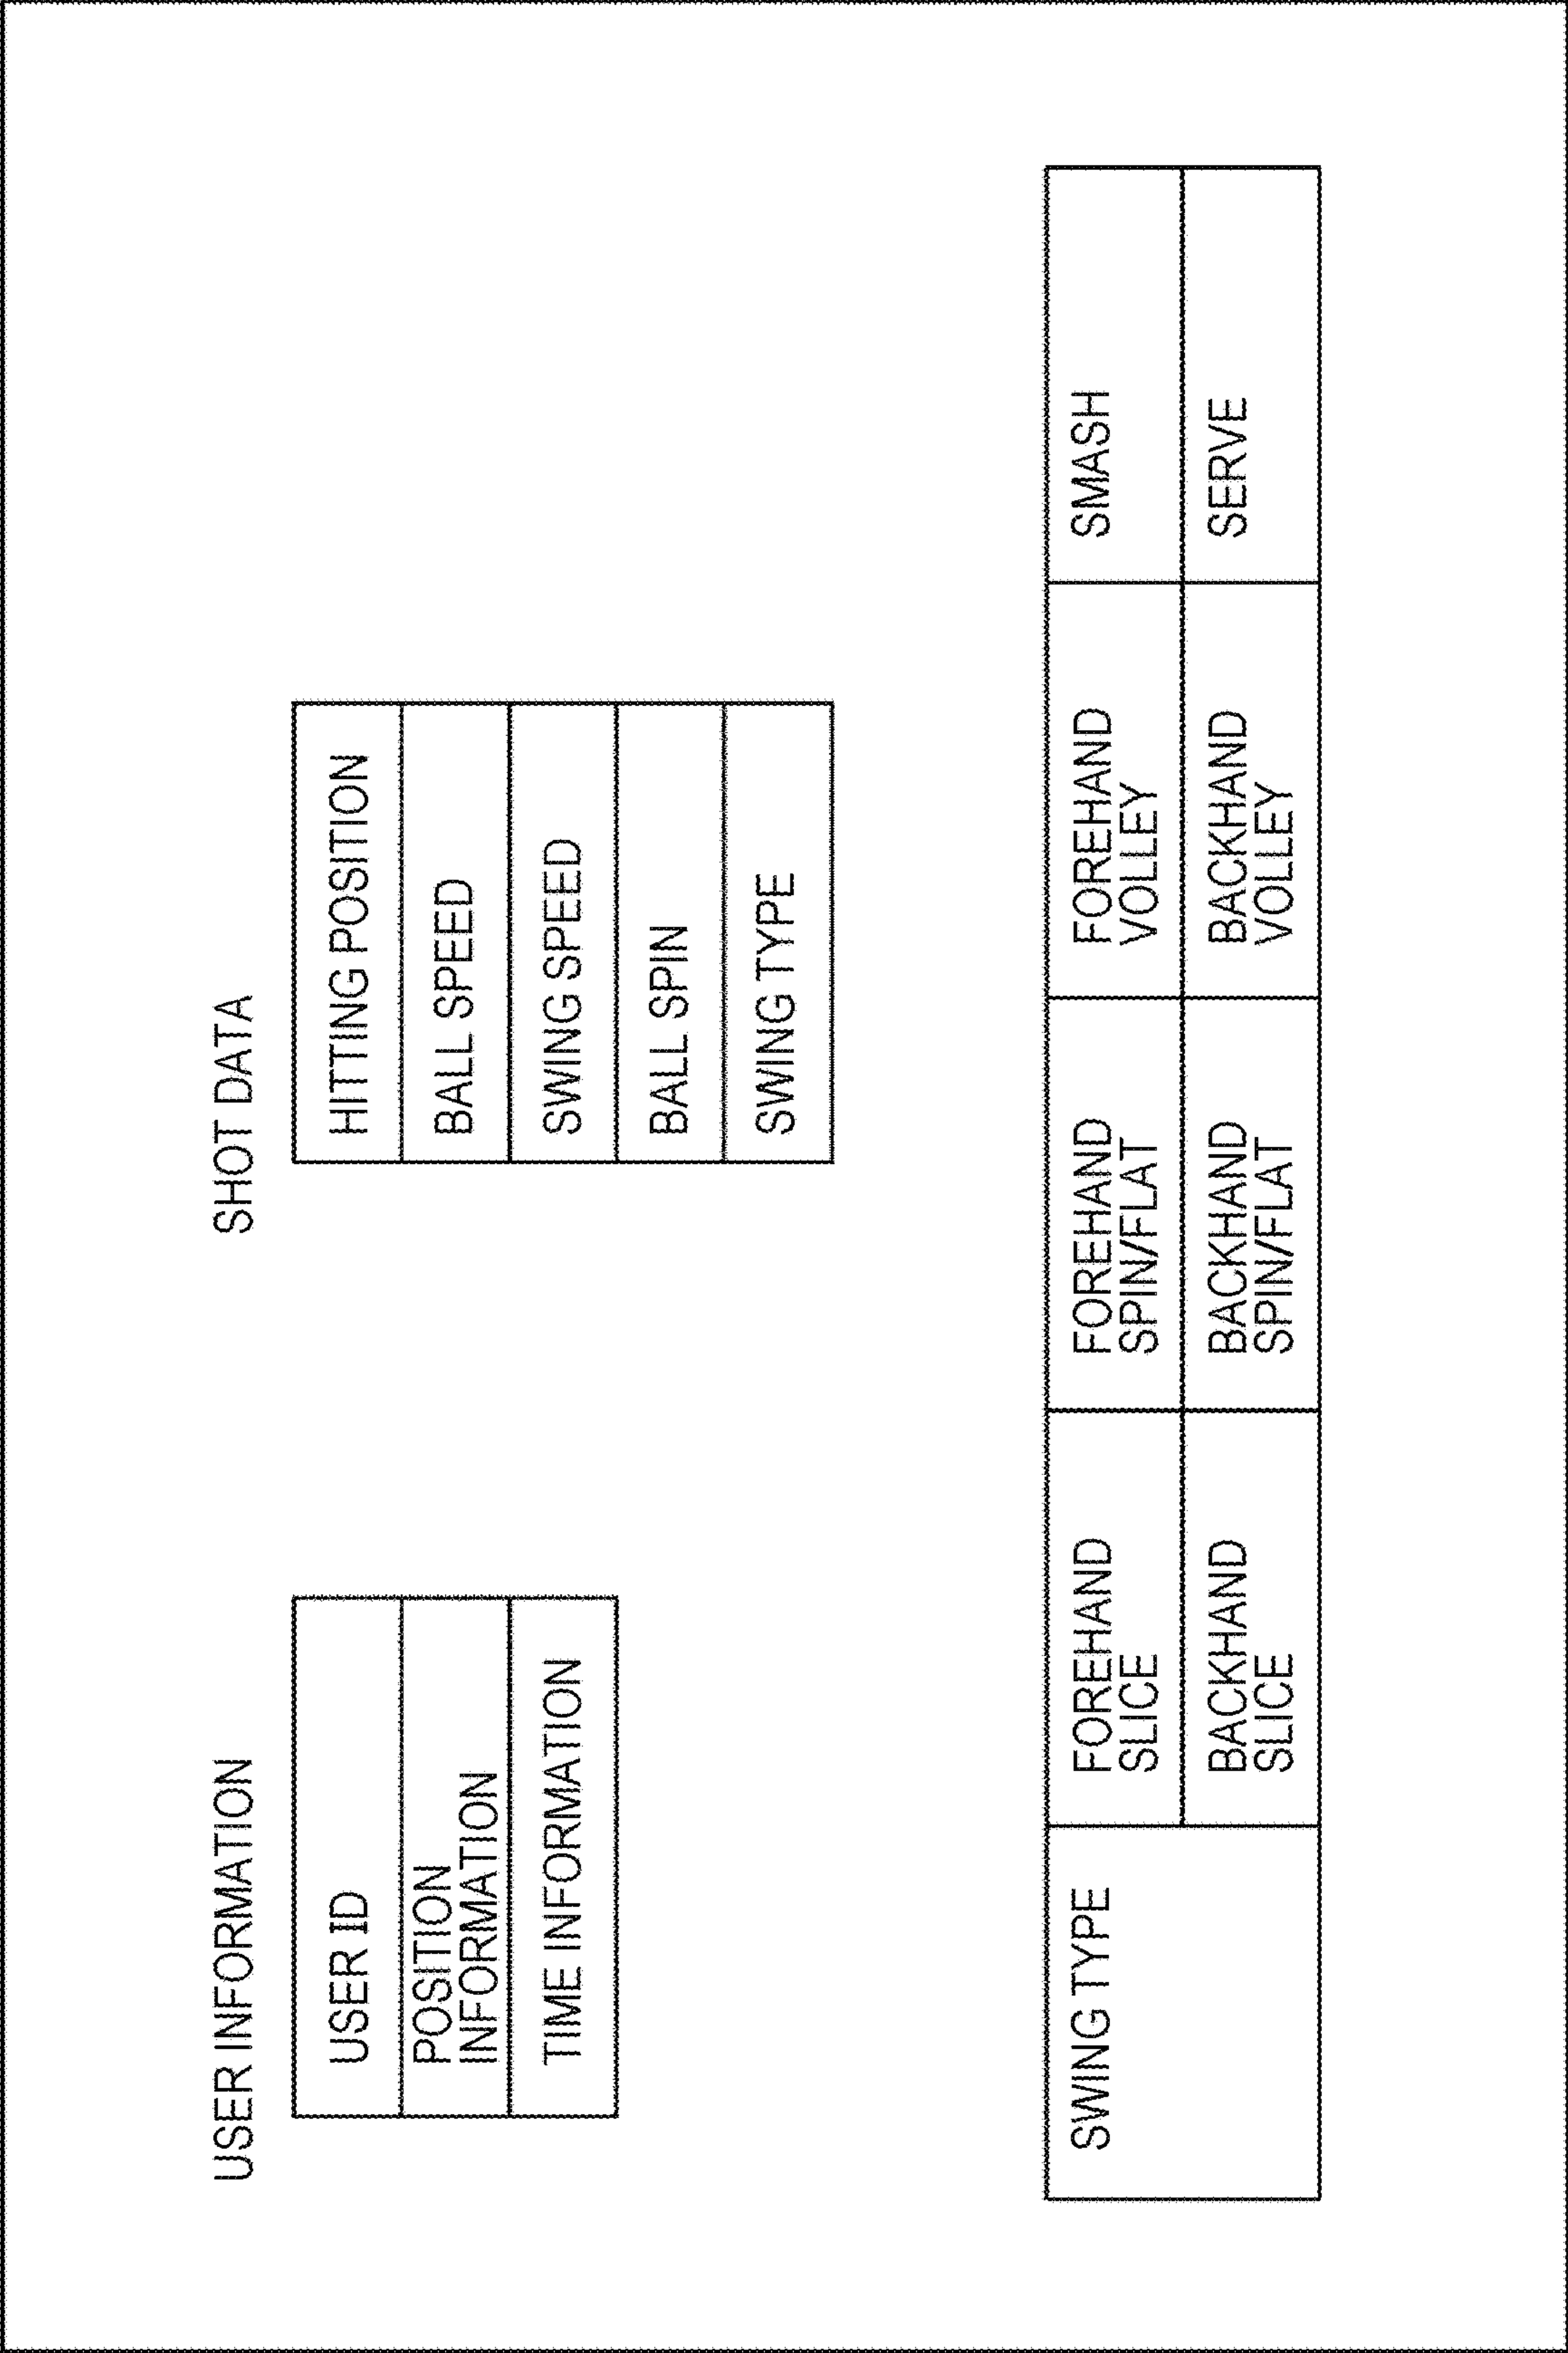 USER INFORMATION
USER ID
POSITION
INFORMATION
TIME INFORMATION
SHOT DATA
HITTING POSITION
BALL SPEED
SWING SPEED
BALL SPIN
SWING TYPE
SWING TYPE
FOREHAND
SLICE
FOREHAND
SPIN/FLAT
FOREHAND
VOLLEY
SMASH
BACKHAND
SLICE
BACKHAND
SPIN/FLAT
BACKHAND
VOLLEY
SERVE